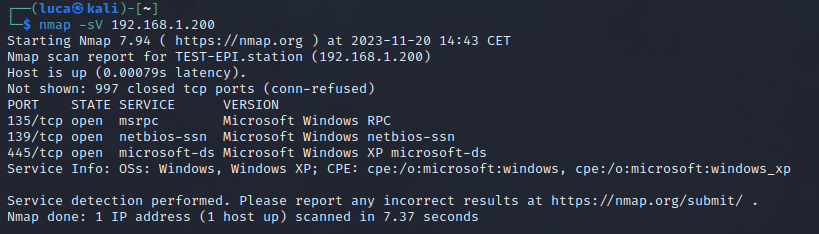 ┌──(luca㉿kali)-[~]
└─$ nmap -sV 192.168.1.200
Starting Nmap 7.94 ( https://nmap.org ) at 2023-11-20 14:43 CET
Nmap scan report for TEST-EPI.station (192.168.1.200)
Host is up (0.00079s latency).
Not shown: 997 closed tcp ports (conn-refused)
PORT    STATE SERVICE      VERSION
135/tcp open  msrpc        Microsoft Windows RPC
139/tcp open  netbios-ssn  Microsoft Windows netbios-ssn
445/tcp open  microsoft-ds Microsoft Windows XP microsoft-ds
Service Info: OSs: Windows, Windows XP; CPE: cpe:/o:microsoft:windows, cpe:/o:microsoft:windows_xp

Service detection performed. Please report any incorrect results at https://nmap.org/submit/ .
Nmap done: 1 IP address (1 host up) scanned in 7.37 seconds